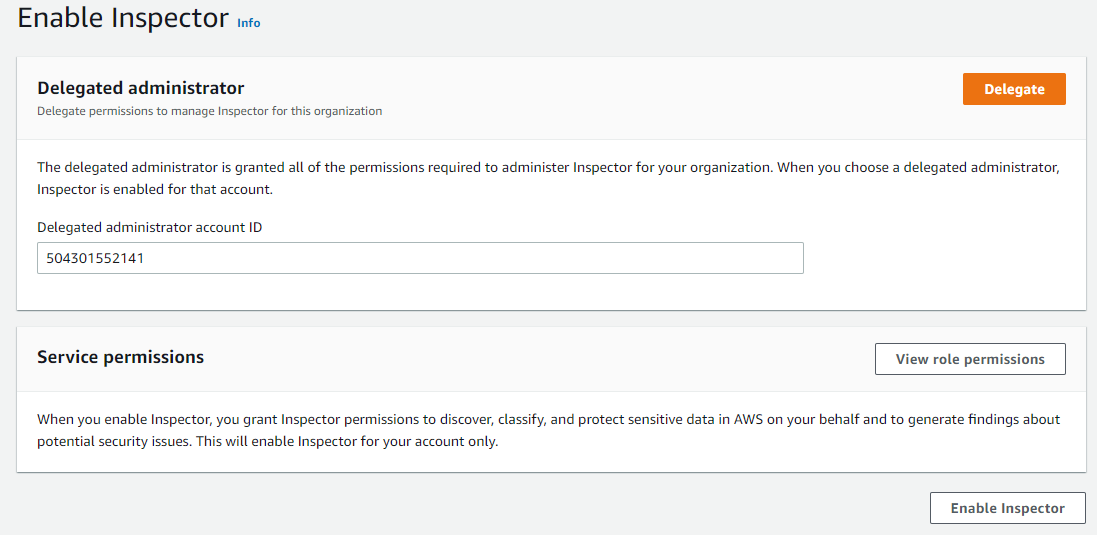 Enable Inspector Info
Delegated administrator
Delegate
Delegate permissions to manage Inspector for this organization
The delegated administrator is granted all of the permissions required to administer Inspector for your organization. When you choose a delegated administrator,
Inspector is enabled for that account.
Delegated administrator account ID
504301552141
Service permissions
View role permissions
When you enable Inspector, you grant Inspector permissions to discover, classify, and protect sensitive data in AWS on your behalf and to generate findings about
potential security issues. This will enable Inspector for your account only.
Enable Inspector